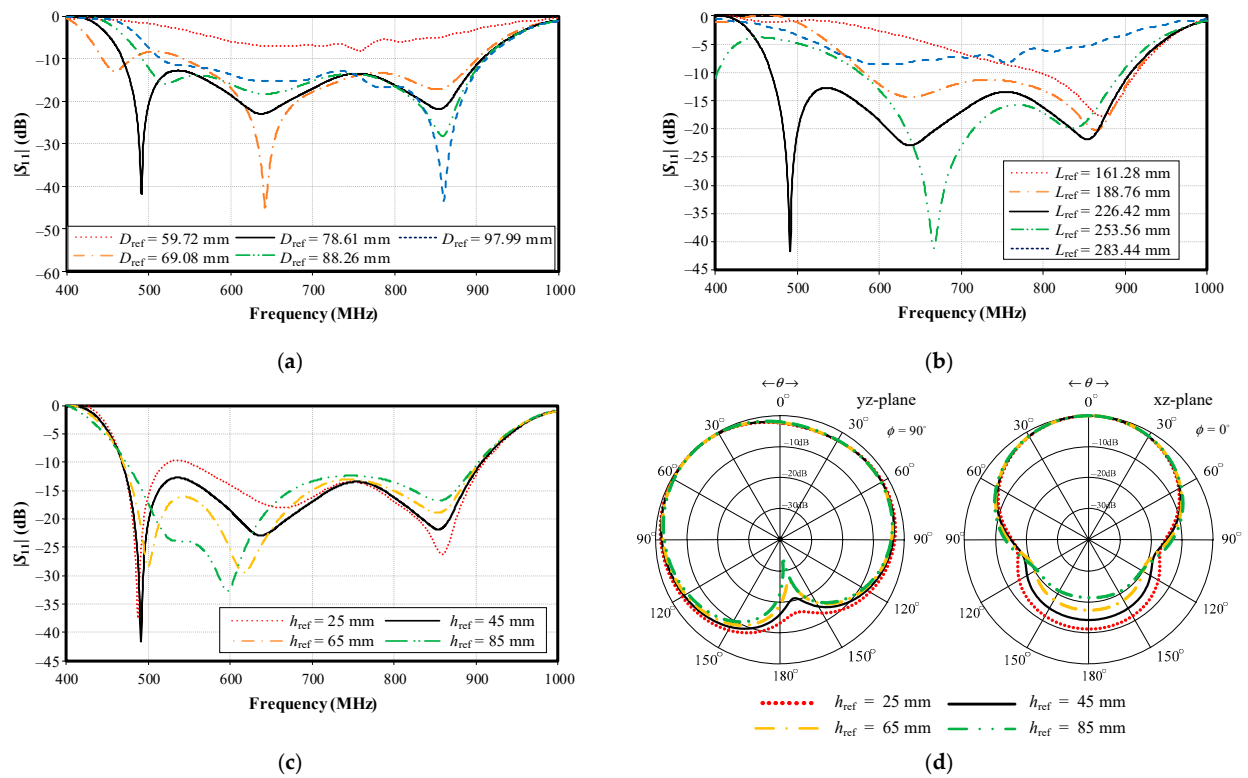 0
−10
−20
−30
−40
−50
−60
|S11| (dB)
Dref = 59.72 mm
Dref = 78.61 mm
Dref = 97.99 mm
Dref = 69.08 mm
Dref = 88.26 mm
400 500 600 700 800 900 1000
Frequency (MHz)
(a)
0
−5
−10
−15
−20
−25
−30
−35
−40
−45
|S11| (dB)
Lref = 161.28 mm
Lref = 188.76 mm
Lref = 226.42 mm
Lref = 253.56 mm
Lref = 283.44 mm
400 500 600 700 800 900 1000
Frequency (MHz)
(b)
0
−5
−10
−15
−20
−25
−30
−35
−40
−45
|S11| (dB)
href = 25 mm
href = 45 mm
href = 65 mm
href = 85 mm
400 500 600 700 800 900 1000
Frequency (MHz)
(c)
←θ→
yz-plane
0°
ϕ = 90°
30° 30°
−10dB
60° 60°
−20dB
−30dB
90° 90°
120° 120°
150° 150°
180°
←θ→
xz-plane
0°
ϕ = 0°
30° 30°
−10dB
60° 60°
−20dB
−30dB
90° 90°
120° 120°
150° 150°
180°
href = 25 mm
href = 45 mm
href = 65 mm
href = 85 mm
(d)